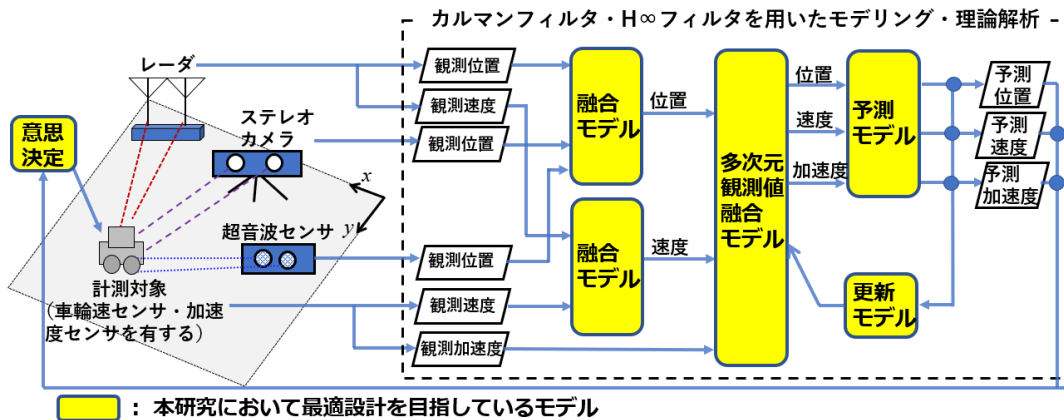 カルマンフィルタ・H∞フィルタを用いたモデリング・理論解析
レーダ
ステレオ
カメラ
意思
決定
x
y
超音波センサ
計測対象
（車輪速センサ・加速
度センサを有する）
観測位置
観測速度
観測位置
観測位置
観測速度
観測加速度
融合
モデル
位置
融合
モデル
速度
多次元
観測値
融合
モデル
位置
速度
加速度
予測
モデル
更新
モデル
予測
位置
予測
速度
予測
加速度
：本研究において最適設計を目指しているモデル